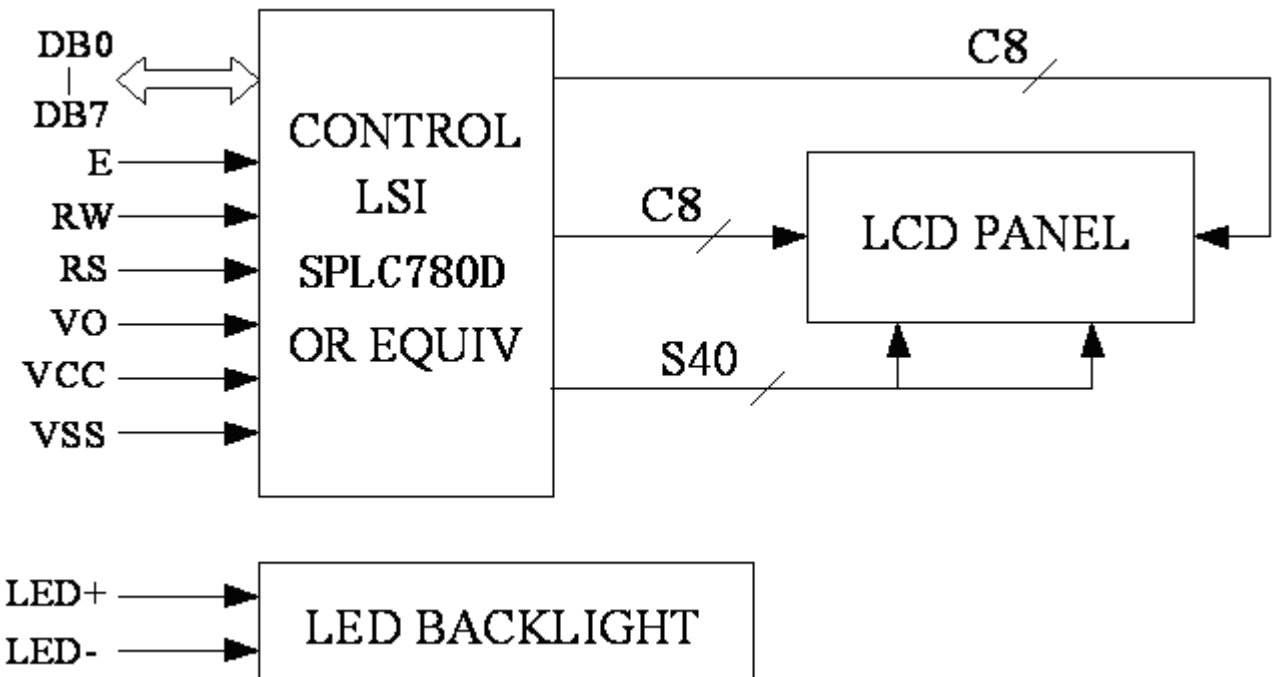 DB0
|
DB7
E
RW
RS
VO
VCC
VSS
CONTROL
LSI
SPLC780D
OR EQUIV
C8
C8
S40
LCD PANEL
LED+
LED-
LED BACKLIGHT